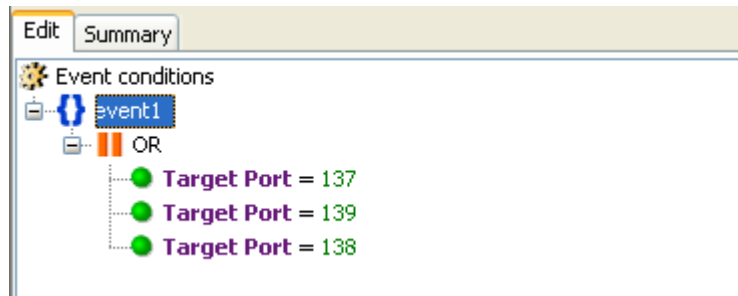 Edit Summary
Event conditions
event1
OR
Target Port = 137
Target Port = 139
Target Port = 138